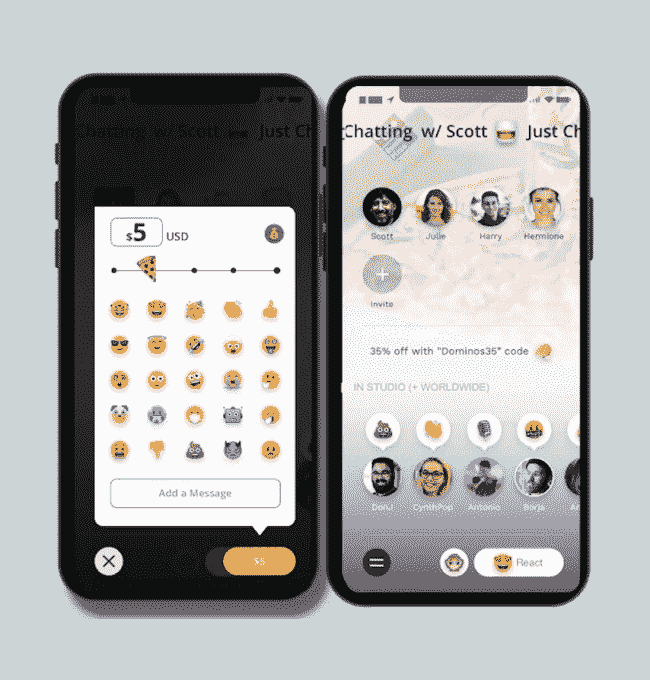 Chatting w/ Scott Just Ch
$5 USD
Add a Message
$5
Chatting w/ Scott Just Ch
Scott Julie Harry Hermione
Invite
35% off with "Dominos35" code
IN STUDIO (+ WORLDWIDE)
CynthPop Antonio Borja
React